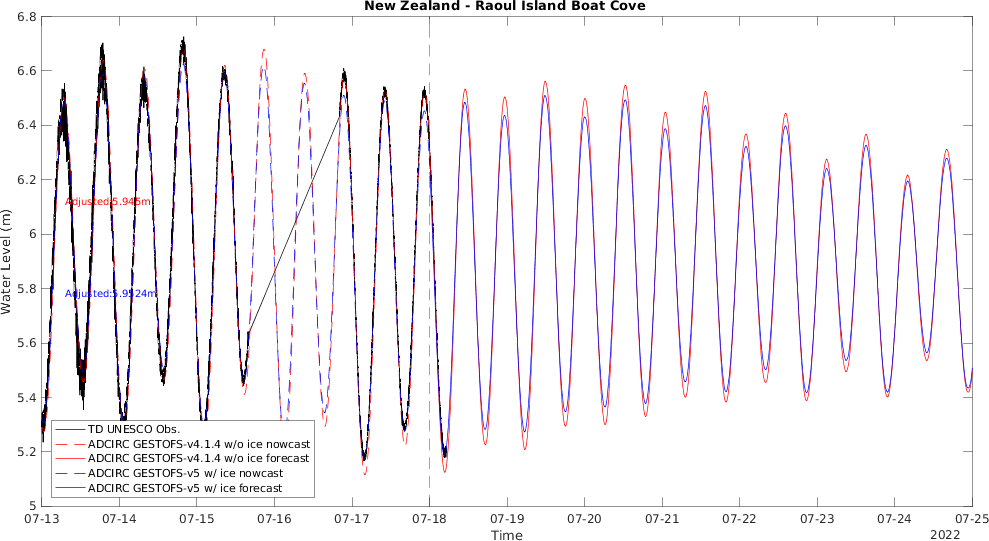 New Zealand - Raoul Island Boat Cove
6.8
6.6
6.4
6.2
6
5.8
5.6
5.4
5.2
5
Water Level (m)
Adjusted:5.945m
Adjusted:5.9524m
TD UNESCO Obs.
ADCIRC GESTOFS-v4.1.4 w/o ice nowcast
ADCIRC GESTOFS-v4.1.4 w/o ice forecast
ADCIRC GESTOFS-v5 w/ ice nowcast
ADCIRC GESTOFS-v5 w/ ice forecast
07-13 07-14 07-15 07-16 07-17 07-18 07-19 07-20 07-21 07-22 07-23 07-24 07-25
Time
2022